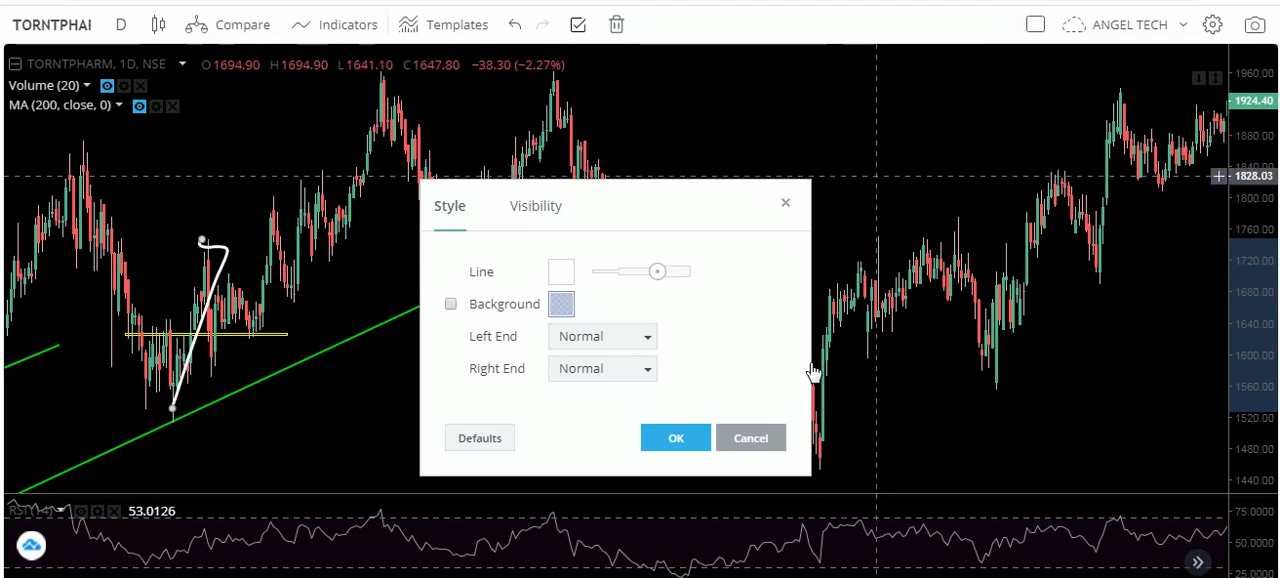 TORNTPHAI D Compare Indicators Templates ANGEL TECH
TORNTPHARM, 1D, NSE O1694.90 H1694.90 L1641.10 C1647.80 −38.30 (−2.27%)
Volume (20)
MA (200, close, 0)
1960.00
1924.40
1880.00
1840.00
1828.03
1800.00
1760.00
1720.00
1680.00
1640.00
1600.00
1560.00
1520.00
1480.00
1440.00
Style Visibility
Line
Background
Left End Normal
Right End Normal
Defaults OK Cancel
RSI (14) 53.0126
75.0000
50.0000
25.0000